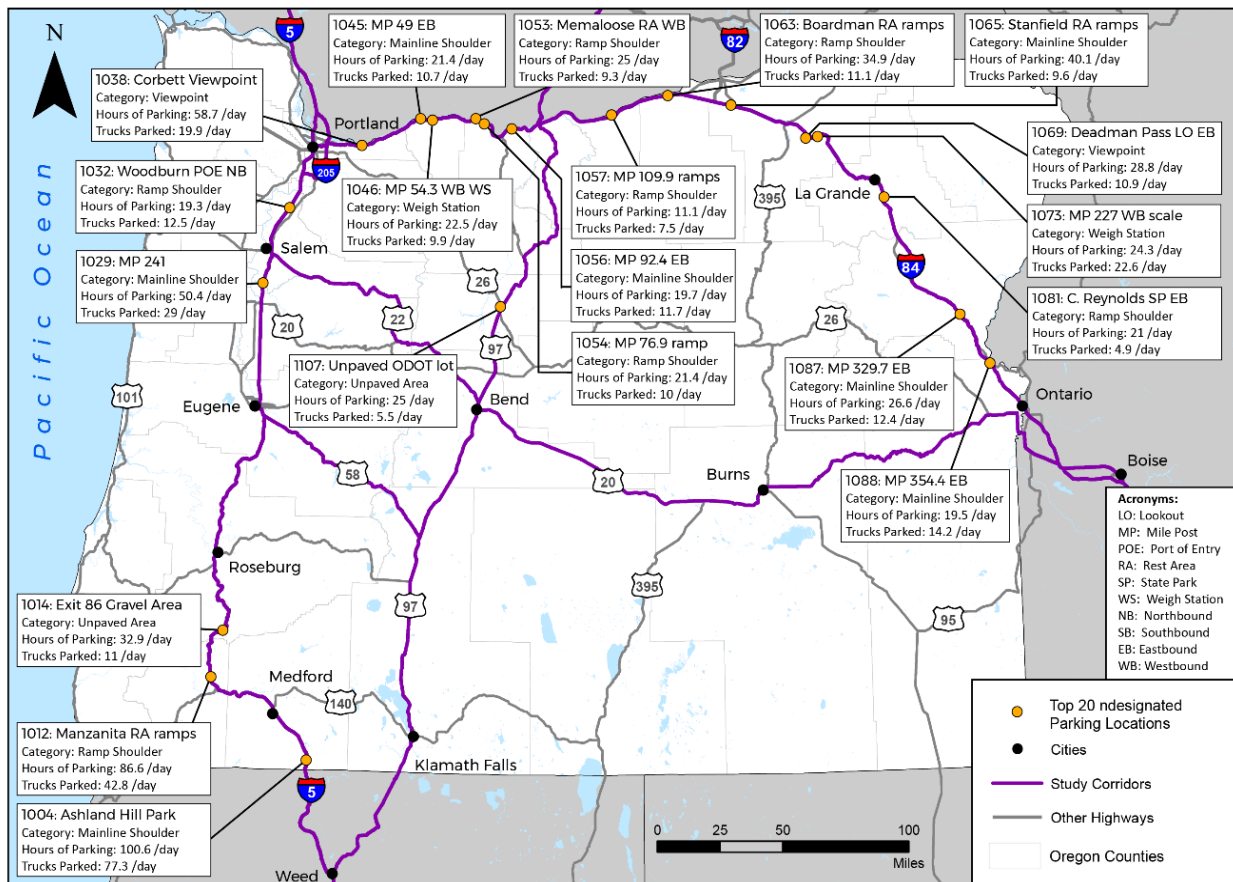 N
5
1045: MP 49 EB
Category: Mainline Shoulder
Hours of Parking: 21.4 /day
Trucks Parked: 10.7 /day
1053: Memaloose RA WB
Category: Ramp Shoulder
Hours of Parking: 25 /day
Trucks Parked: 9.3 /day
82
1063: Boardman RA ramps
Category: Ramp Shoulder
Hours of Parking: 34.9 /day
Trucks Parked: 11.1 /day
1065: Stanfield RA ramps
Category: Mainline Shoulder
Hours of Parking: 40.1 /day
Trucks Parked: 9.6 /day
1038: Corbett Viewpoint
Category: Viewpoint
Hours of Parking: 58.7 /day
Trucks Parked: 19.9 /day
Portland
205
1032: Woodburn POE NB
Category: Ramp Shoulder
Hours of Parking: 19.3 /day
Trucks Parked: 12.5 /day
1046: MP 54.3 WB WS
Category: Weigh Station
Hours of Parking: 22.5 /day
Trucks Parked: 9.9 /day
1057: MP 109.9 ramps
Category: Ramp Shoulder
Hours of Parking: 11.1 /day
Trucks Parked: 7.5 /day
395
La Grande
1069: Deadman Pass LO EB
Category: Viewpoint
Hours of Parking: 28.8 /day
Trucks Parked: 10.9 /day
1073: MP 227 WB scale
Category: Weigh Station
Hours of Parking: 24.3 /day
Trucks Parked: 22.6 /day
Salem
1029: MP 241
Category: Mainline Shoulder
Hours of Parking: 50.4 /day
Trucks Parked: 29 /day
26
1056: MP 92.4 EB
Category: Mainline Shoulder
Hours of Parking: 19.7 /day
Trucks Parked: 11.7 /day
84
1081: C. Reynolds SP EB
Category: Ramp Shoulder
Hours of Parking: 21 /day
Trucks Parked: 4.9 /day
20
22
97
26
1054: MP 76.9 ramp
Category: Ramp Shoulder
Hours of Parking: 21.4 /day
Trucks Parked: 10 /day
1107: Unpaved ODOT lot
Category: Unpaved Area
Hours of Parking: 25 /day
Trucks Parked: 5.5 /day
1087: MP 329.7 EB
Category: Mainline Shoulder
Hours of Parking: 26.6 /day
Trucks Parked: 12.4 /day
Pacific Ocean
101
Eugene
Bend
Ontario
Boise
58
20
Burns
1088: MP 354.4 EB
Category: Mainline Shoulder
Hours of Parking: 19.5 /day
Trucks Parked: 14.2 /day
Acronyms:
LO: Lookout
MP: Mile Post
POE: Port of Entry
RA: Rest Area
SP: State Park
WS: Weigh Station
NB: Northbound
SB: Southbound
EB: Eastbound
WB: Westbound
Roseburg
97
395
95
1014: Exit 86 Gravel Area
Category: Unpaved Area
Hours of Parking: 32.9 /day
Trucks Parked: 11 /day
Medford
140
Klamath Falls
1012: Manzanita RA ramps
Category: Ramp Shoulder
Hours of Parking: 86.6 /day
Trucks Parked: 42.8 /day
5
1004: Ashland Hill Park
Category: Mainline Shoulder
Hours of Parking: 100.6 /day
Trucks Parked: 77.3 /day
Weed
0 25 50 100
Miles
Top 20 ndesignated
Parking Locations
Cities
Study Corridors
Other Highways
Oregon Counties